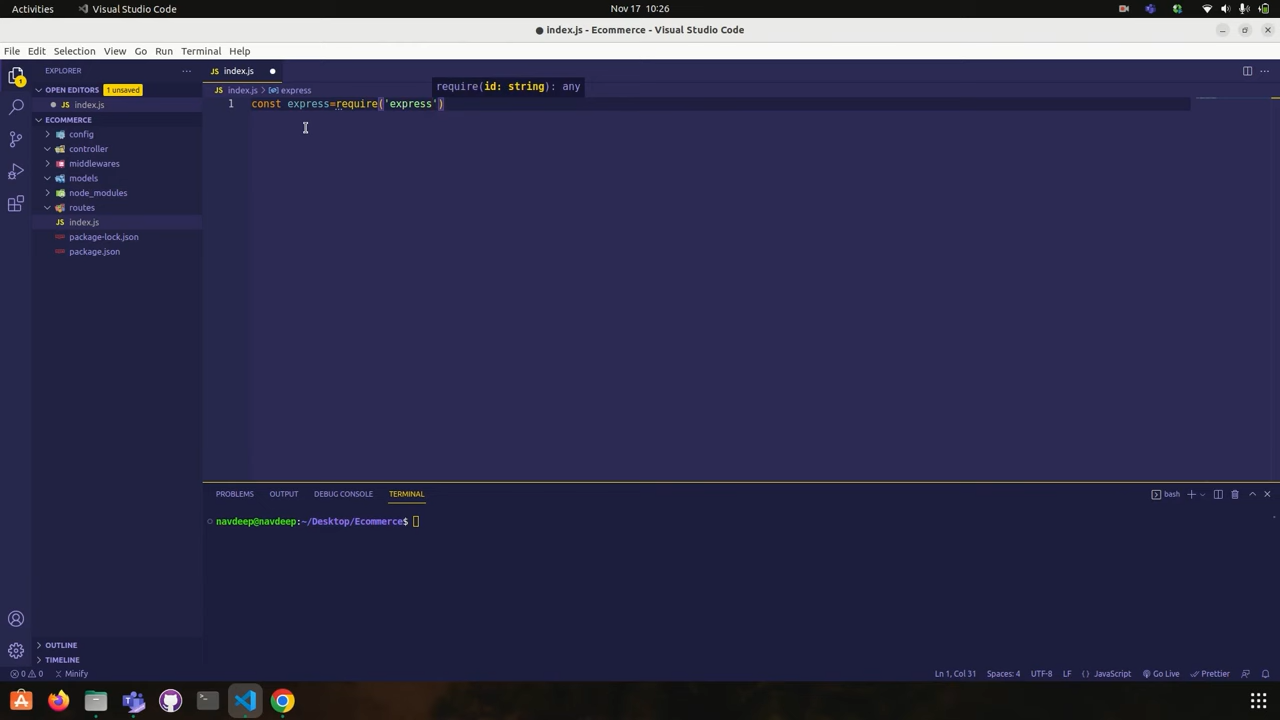 Activities
Visual Studio Code
Nov 17 10:26
● index.js - Ecommerce - Visual Studio Code
File Edit Selection View Go Run Terminal Help
EXPLORER
JS index.js
1
OPEN EDITORS 1 unsaved
JS index.js
index.js > express
require(id: string): any
1 const express=require('express')
ECOMMERCE
config
controller
middlewares
models
node_modules
routes
JS index.js
package-lock.json
package.json
PROBLEMS OUTPUT DEBUG CONSOLE TERMINAL
bash
navdeep@navdeep:~/Desktop/Ecommerce$
OUTLINE
TIMELINE
0 0 Minify
Ln 1, Col 31 Spaces: 4 UTF-8 LF { } JavaScript Go Live Prettier